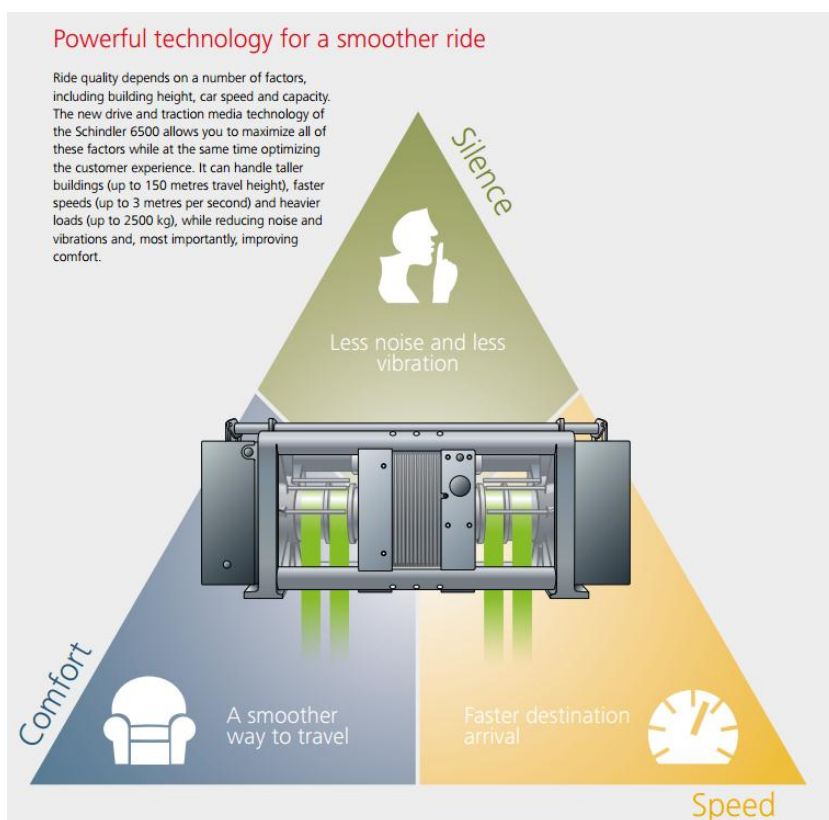 Powerful technology for a smoother ride
Ride quality depends on a number of factors,
including building height, car speed and capacity.
The new drive and traction media technology of
the Schindler 6500 allows you to maximize all of
these factors while at the same time optimizing
the customer experience. It can handle taller
buildings (up to 150 metres travel height), faster
speeds (up to 3 metres per second) and heavier
loads (up to 2500 kg), while reducing noise and
vibrations and, most importantly, improving
comfort.
Silence
Less noise and less
vibration
Comfort
A smoother
way to travel
Faster destination
arrival
Speed